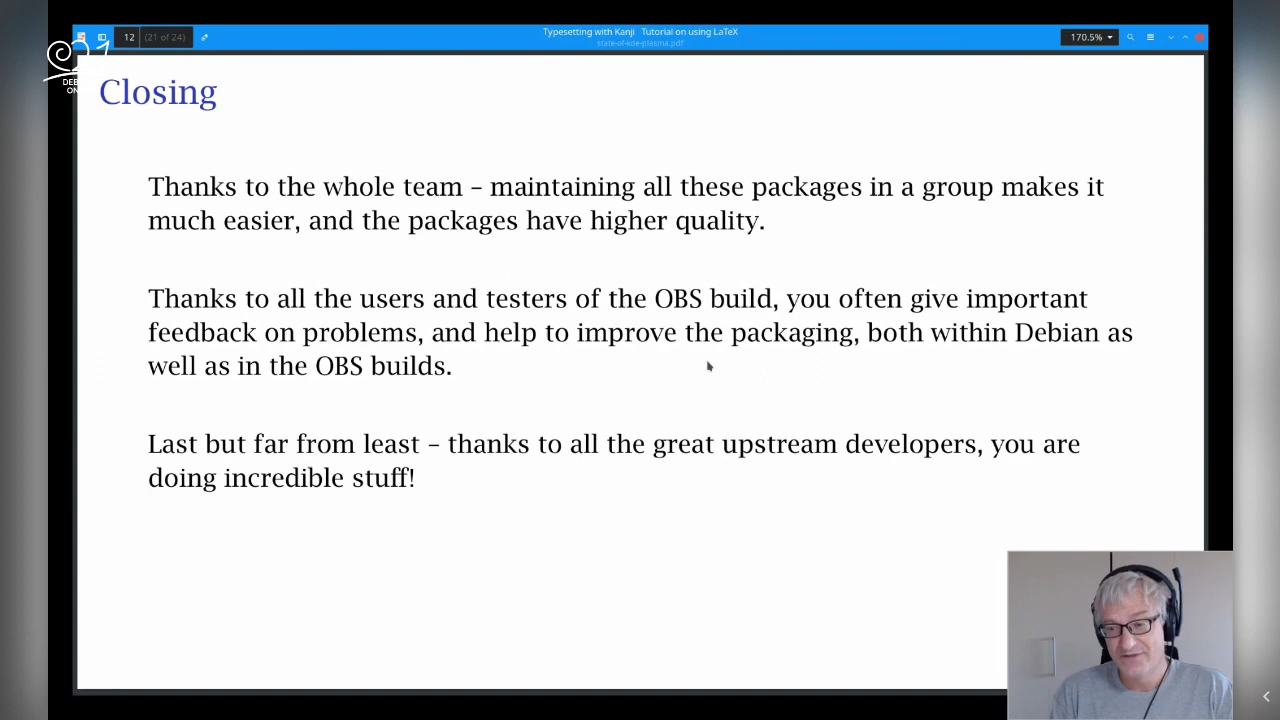 12 (21 of 24)
Typesetting with Kanji Tutorial on using LaTeX
state-of-kde-plasma.pdf
170.5%
Closing
Thanks to the whole team – maintaining all these packages in a group makes it
much easier, and the packages have higher quality.
Thanks to all the users and testers of the OBS build, you often give important
feedback on problems, and help to improve the packaging, both within Debian as
well as in the OBS builds.
Last but far from least – thanks to all the great upstream developers, you are
doing incredible stuff!